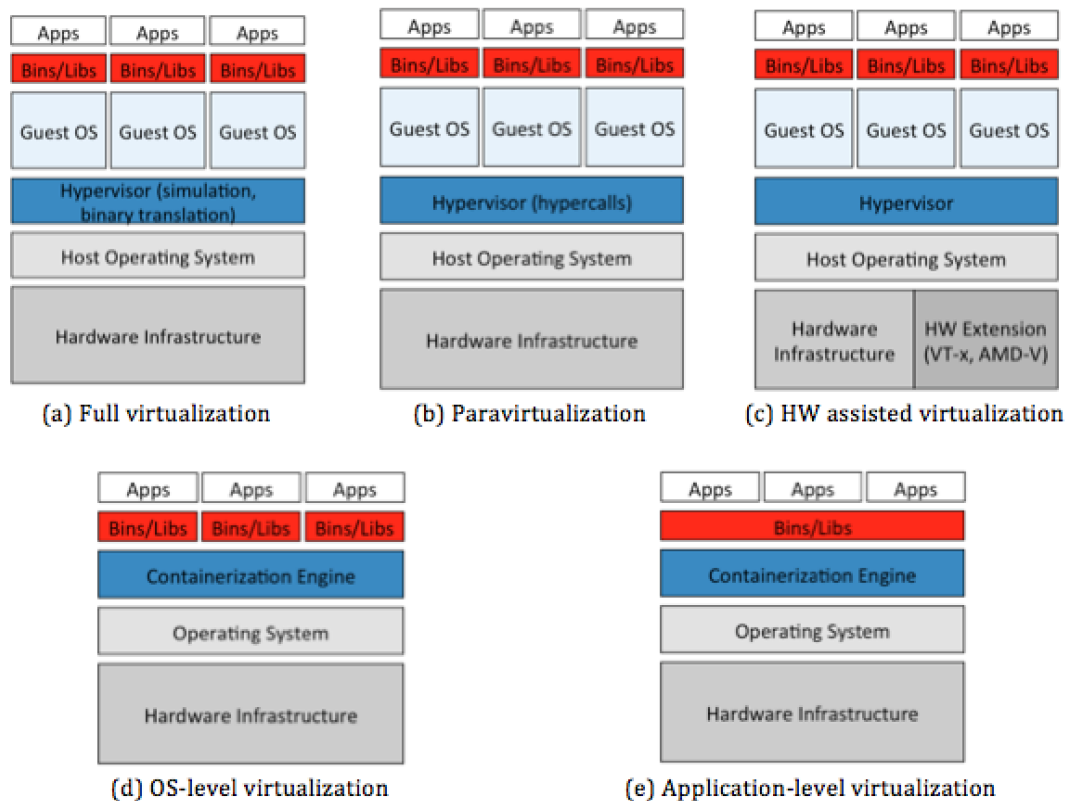 Apps Apps Apps
Bins/Libs Bins/Libs Bins/Libs
Guest OS Guest OS Guest OS
Hypervisor (simulation,
binary translation)
Host Operating System
Hardware Infrastructure
(a) Full virtualization
Apps Apps Apps
Bins/Libs Bins/Libs Bins/Libs
Guest OS Guest OS Guest OS
Hypervisor (hypercalls)
Host Operating System
Hardware Infrastructure
(b) Paravirtualization
Apps Apps Apps
Bins/Libs Bins/Libs Bins/Libs
Guest OS Guest OS Guest OS
Hypervisor
Host Operating System
Hardware
Infrastructure
HW Extension
(VT-x, AMD-V)
(c) HW assisted virtualization
Apps Apps Apps
Bins/Libs Bins/Libs Bins/Libs
Containerization Engine
Operating System
Hardware Infrastructure
(d) OS-level virtualization
Apps Apps Apps
Bins/Libs
Containerization Engine
Operating System
Hardware Infrastructure
(e) Application-level virtualization